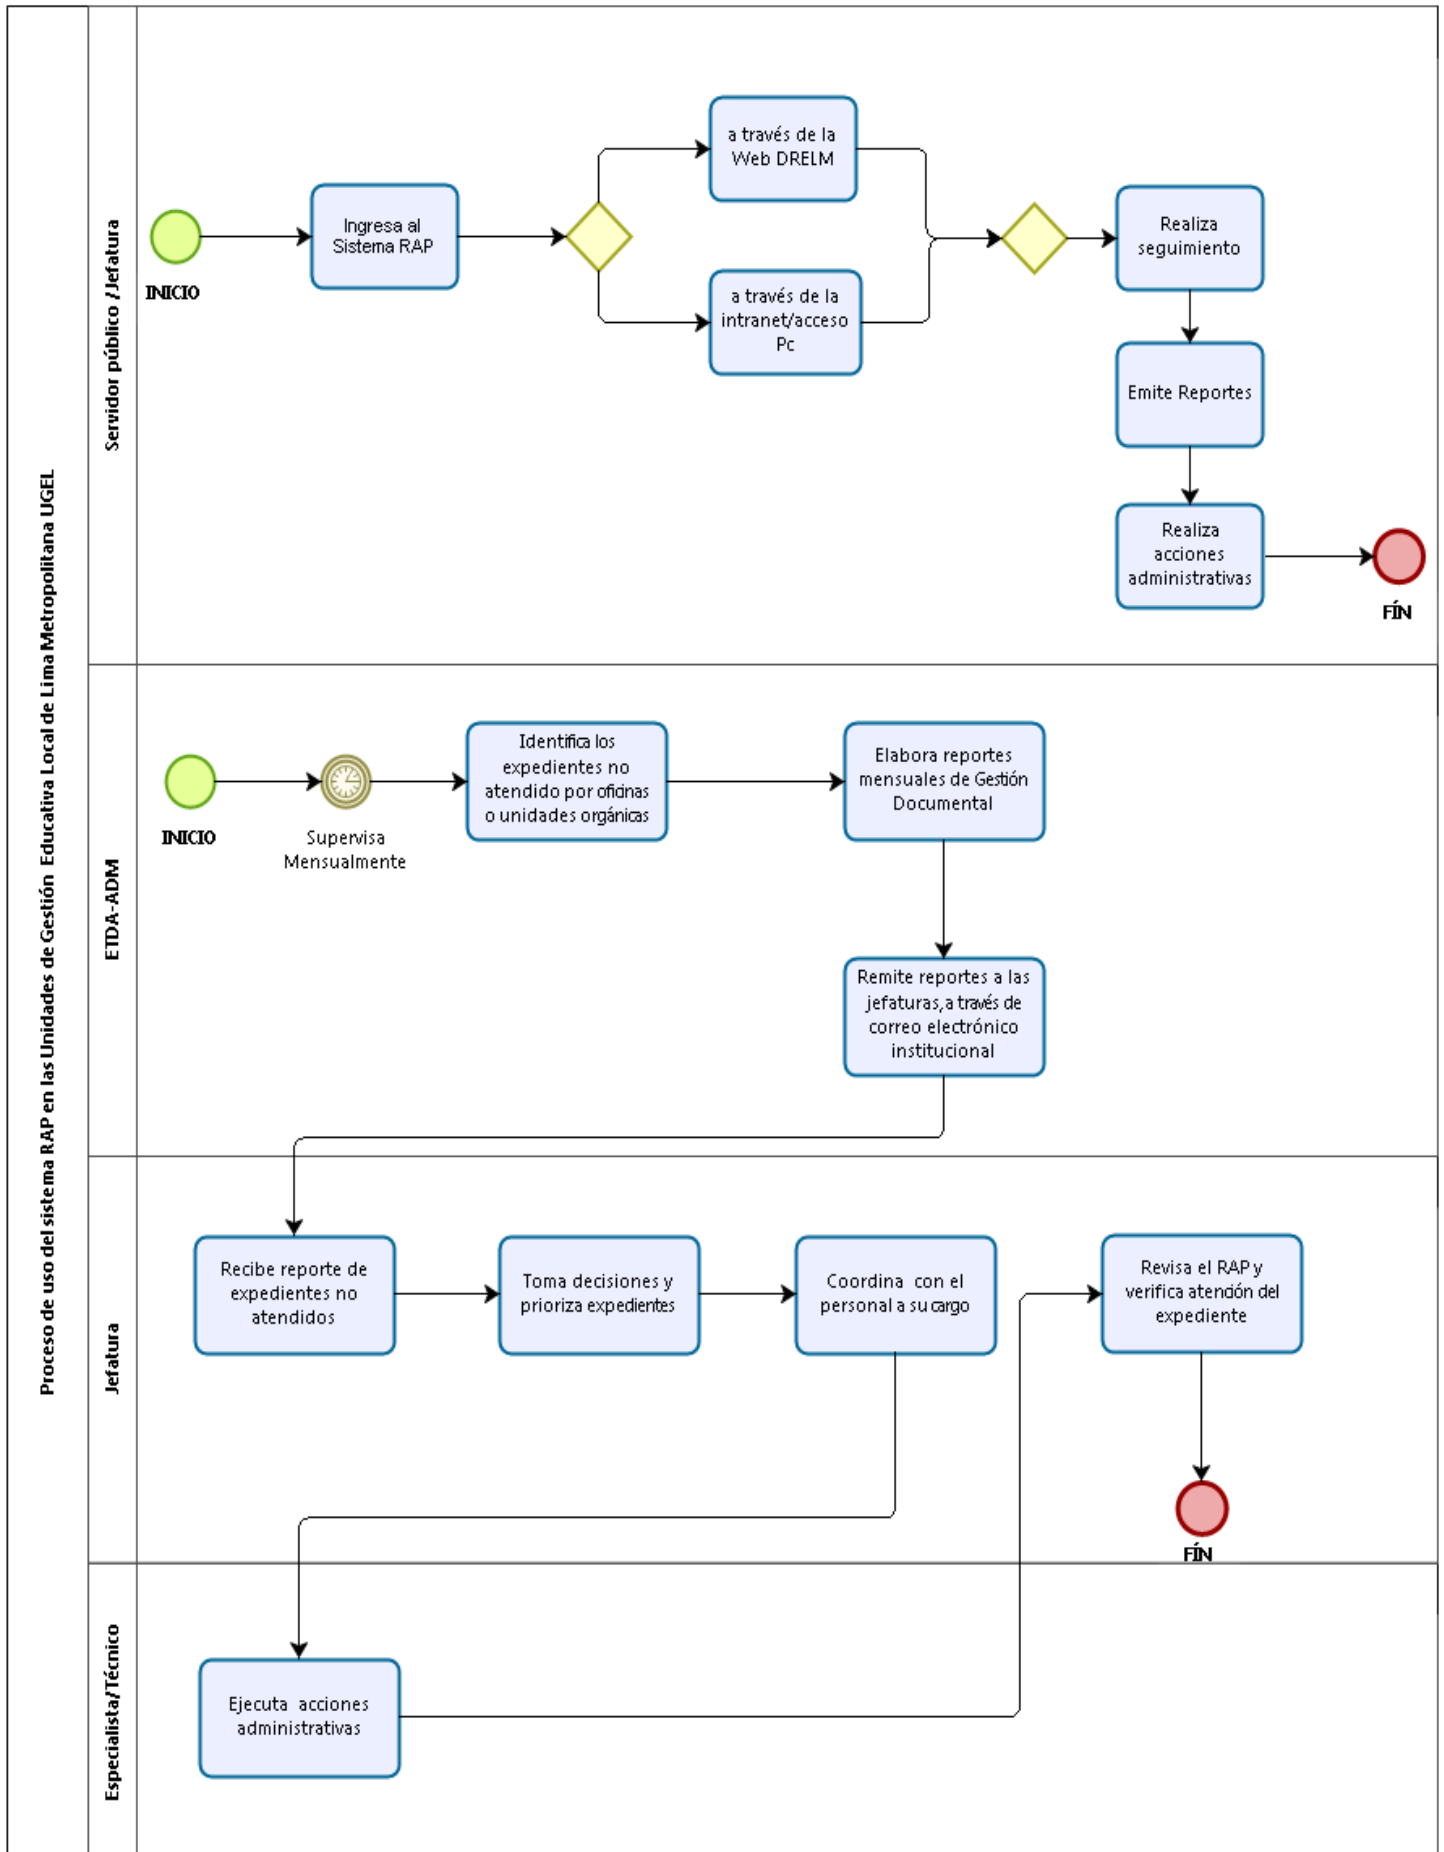 Proceso de uso del sistema RAP en las Unidades de Gestión Educativa Local de Lima Metropolitana UGEL
Servidor público /Jefatura
INICIO
Ingresa al
Sistema RAP
a través de la
Web DRELM
a través de la
intranet/acceso
Pc
Realiza
seguimiento
Emite Reportes
Realiza
acciones
administrativas
FÍN
ETDA-ADM
INICIO
Supervisa
Mensualmente
Identifica los
expedientes no
atendido por oficinas
o unidades orgánicas
Elabora reportes
mensuales de Gestión
Documental
Remite reportes a las
jefaturas,a través de
correo electrónico
institucional
Jefatura
Recibe reporte de
expedientes no
atendidos
Toma decisiones y
prioriza expedientes
Coordina con el
personal a su cargo
Revisa el RAP y
verifica atención del
expediente
FÍN
Especialista/Técnico
Ejecuta acciones
administrativas